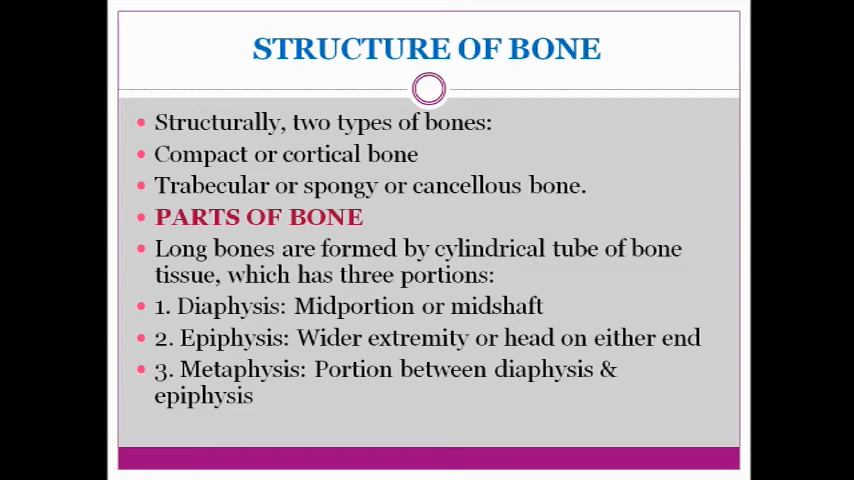 STRUCTURE OF BONE
Structurally, two types of bones:
Compact or cortical bone
Trabecular or spongy or cancellous bone.
PARTS OF BONE
Long bones are formed by cylindrical tube of bone
tissue, which has three portions:
1. Diaphysis: Midportion or midshaft
2. Epiphysis: Wider extremity or head on either end
3. Metaphysis: Portion between diaphysis &
epiphysis